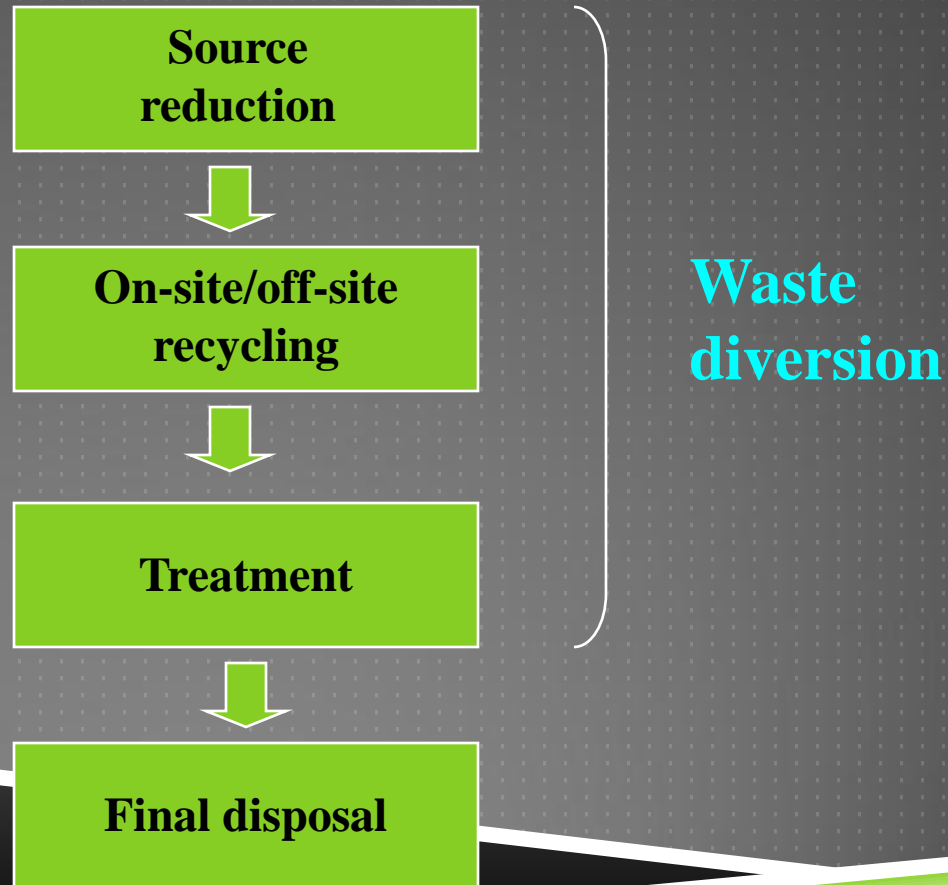 Source
reduction
On-site/off-site
recycling
Waste
diversion
Treatment
Final disposal